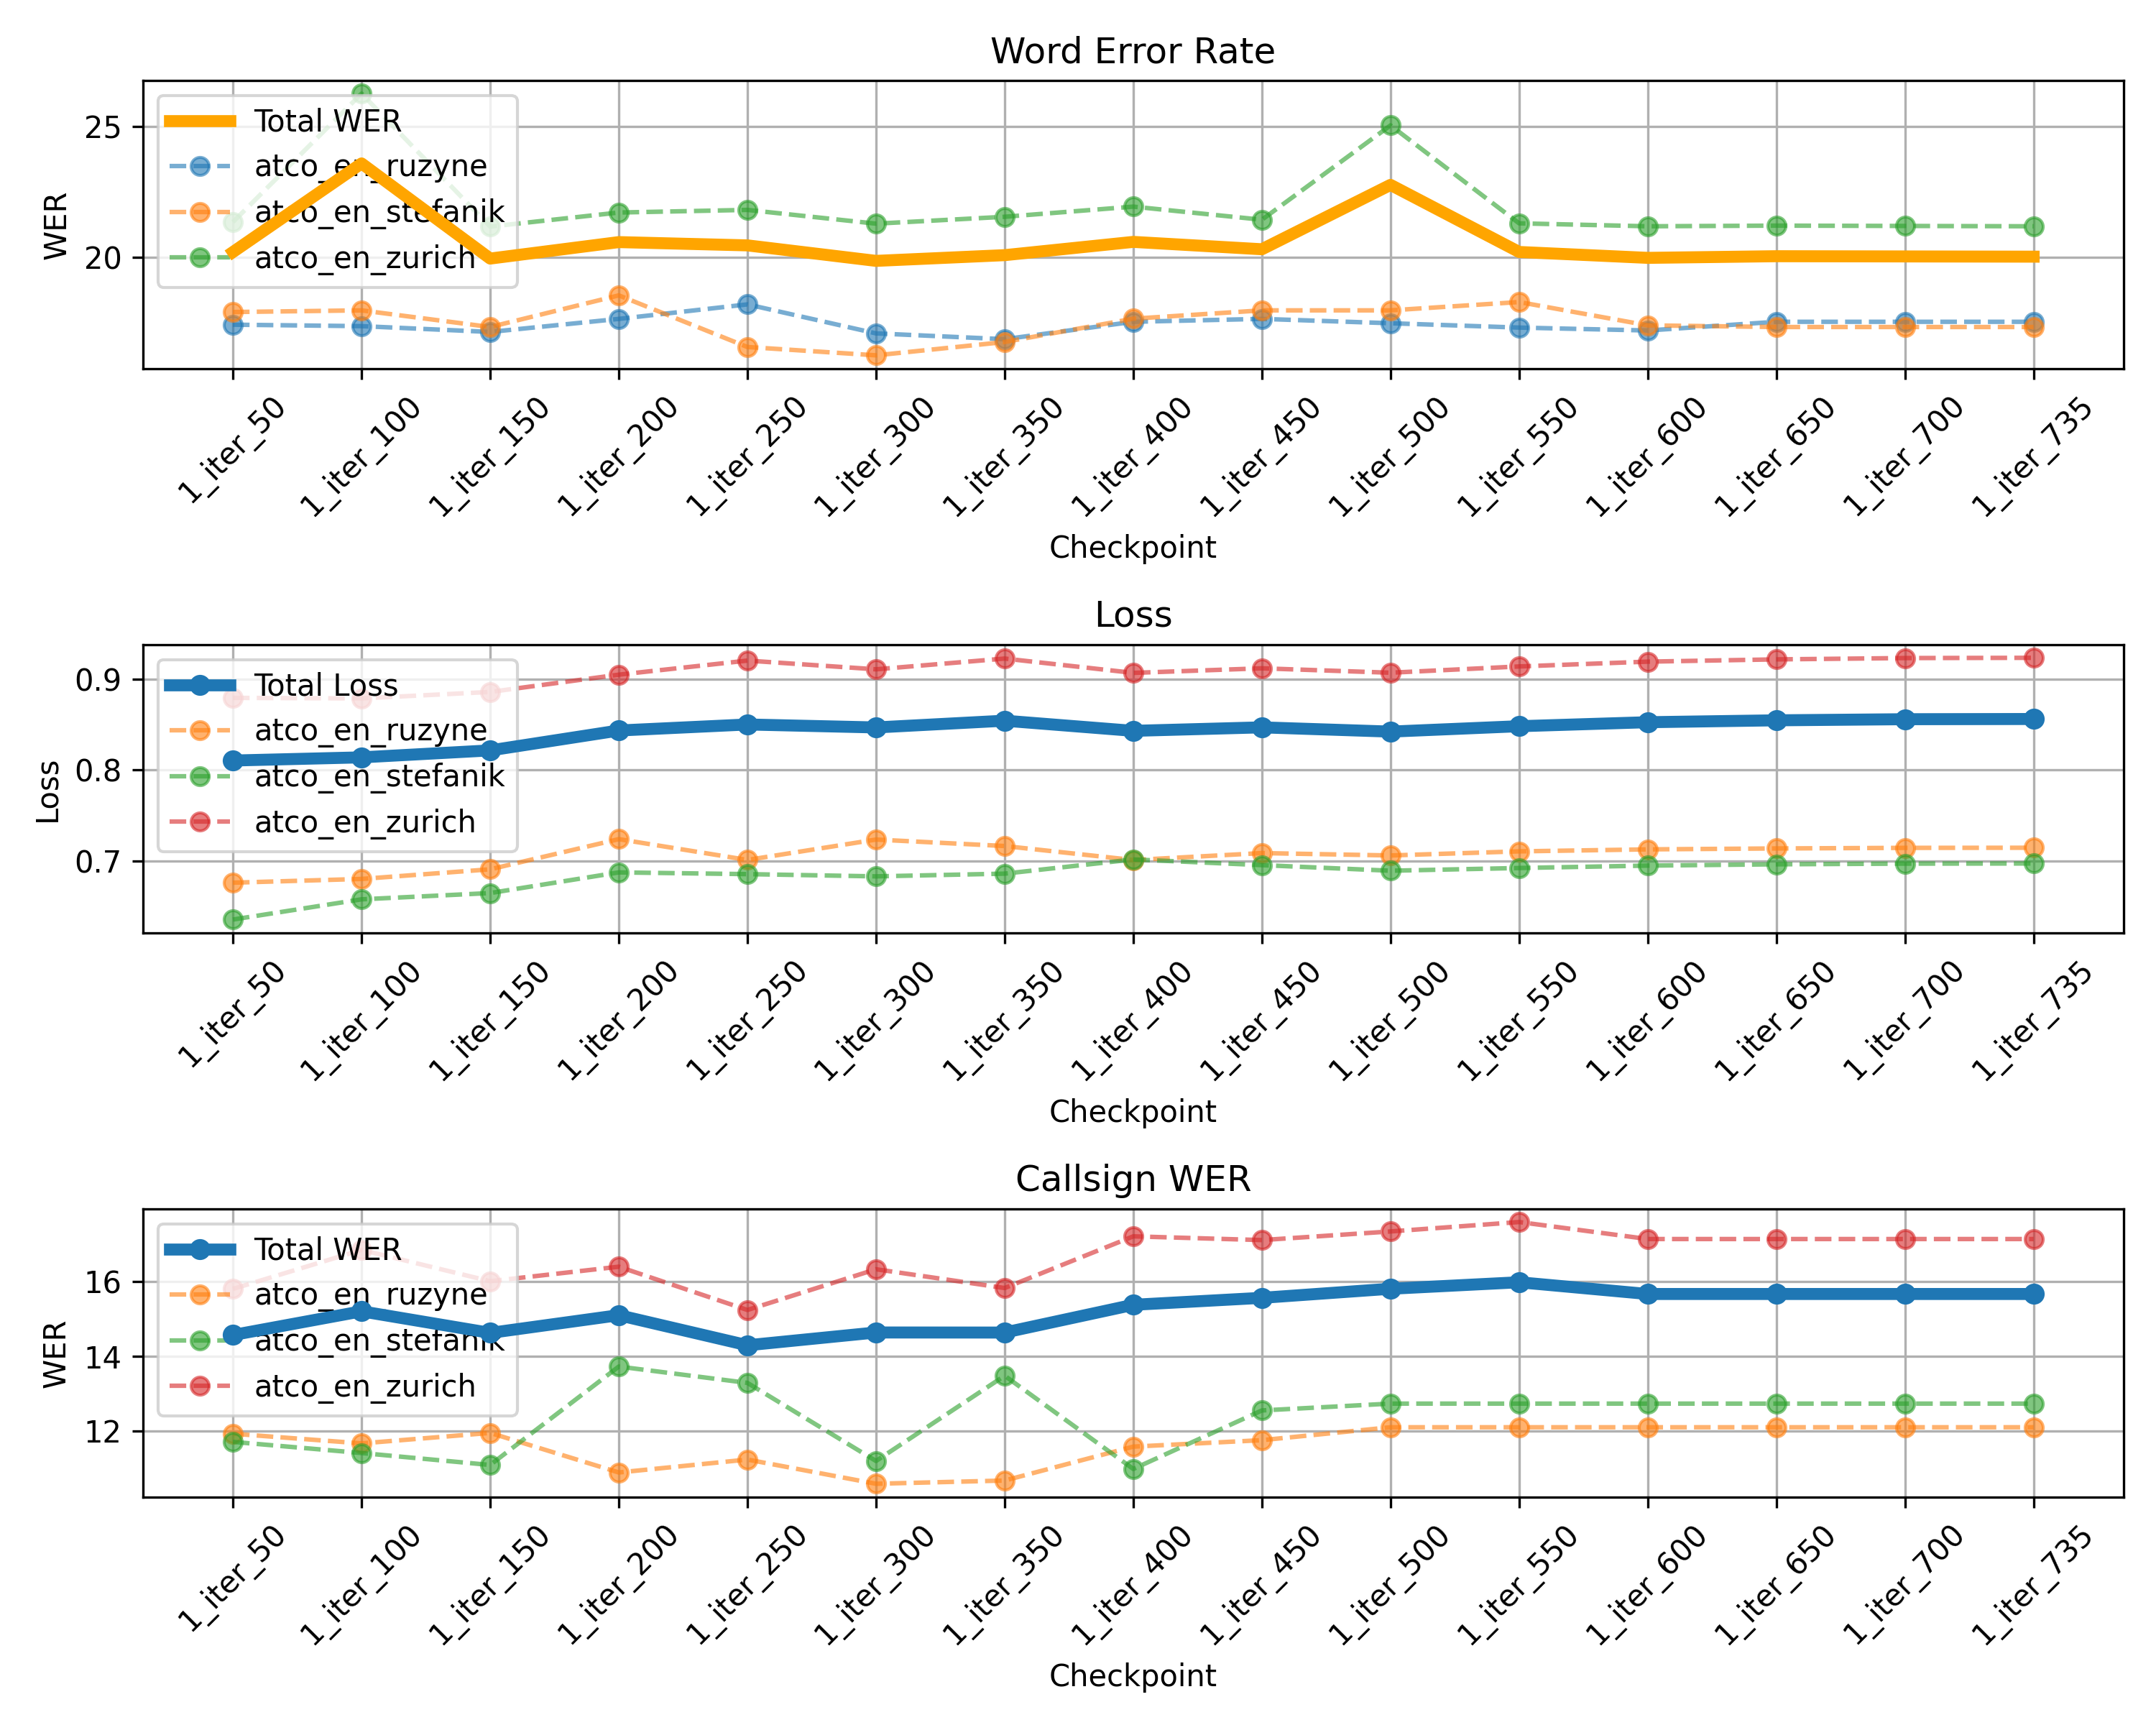 Word Error Rate
WER
25
20
Total WER
atco_en_ruzyne
atco_en_stefanik
atco_en_zurich
1_iter_50
1_iter_100
1_iter_150
1_iter_200
1_iter_250
1_iter_300
1_iter_350
1_iter_400
1_iter_450
1_iter_500
1_iter_550
1_iter_600
1_iter_650
1_iter_700
1_iter_735
Checkpoint
Loss
Loss
0.9
0.8
0.7
Total Loss
atco_en_ruzyne
atco_en_stefanik
atco_en_zurich
1_iter_50
1_iter_100
1_iter_150
1_iter_200
1_iter_250
1_iter_300
1_iter_350
1_iter_400
1_iter_450
1_iter_500
1_iter_550
1_iter_600
1_iter_650
1_iter_700
1_iter_735
Checkpoint
Callsign WER
WER
16
14
12
Total WER
atco_en_ruzyne
atco_en_stefanik
atco_en_zurich
1_iter_50
1_iter_100
1_iter_150
1_iter_200
1_iter_250
1_iter_300
1_iter_350
1_iter_400
1_iter_450
1_iter_500
1_iter_550
1_iter_600
1_iter_650
1_iter_700
1_iter_735
Checkpoint